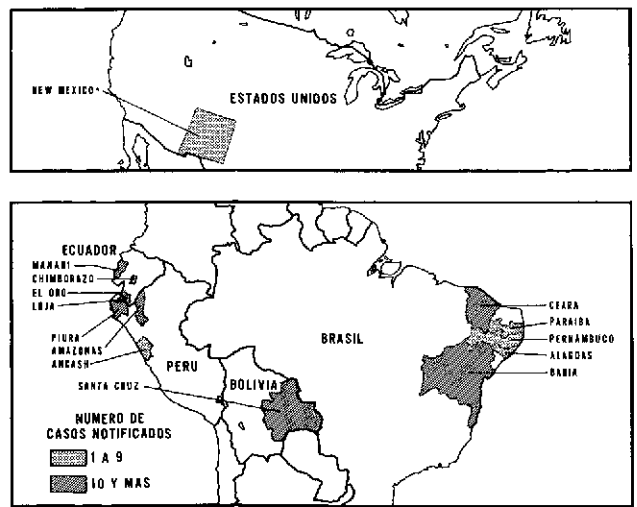 NEW MEXICO*
ESTADOS UNIDOS
ECUADOR
MANABI
CHIMBORAZO
EL ORO
LOJA
PIURA
AMAZONAS
ANCASH
PERU
SANTA CRUZ
BOLIVIA
BRASIL
CEARA
PARAIBA
PERNAMBUCO
ALAGOAS
BAHIA
NUMERO DE
CASOS NOTIFICADOS
1 A 9
10 Y MAS